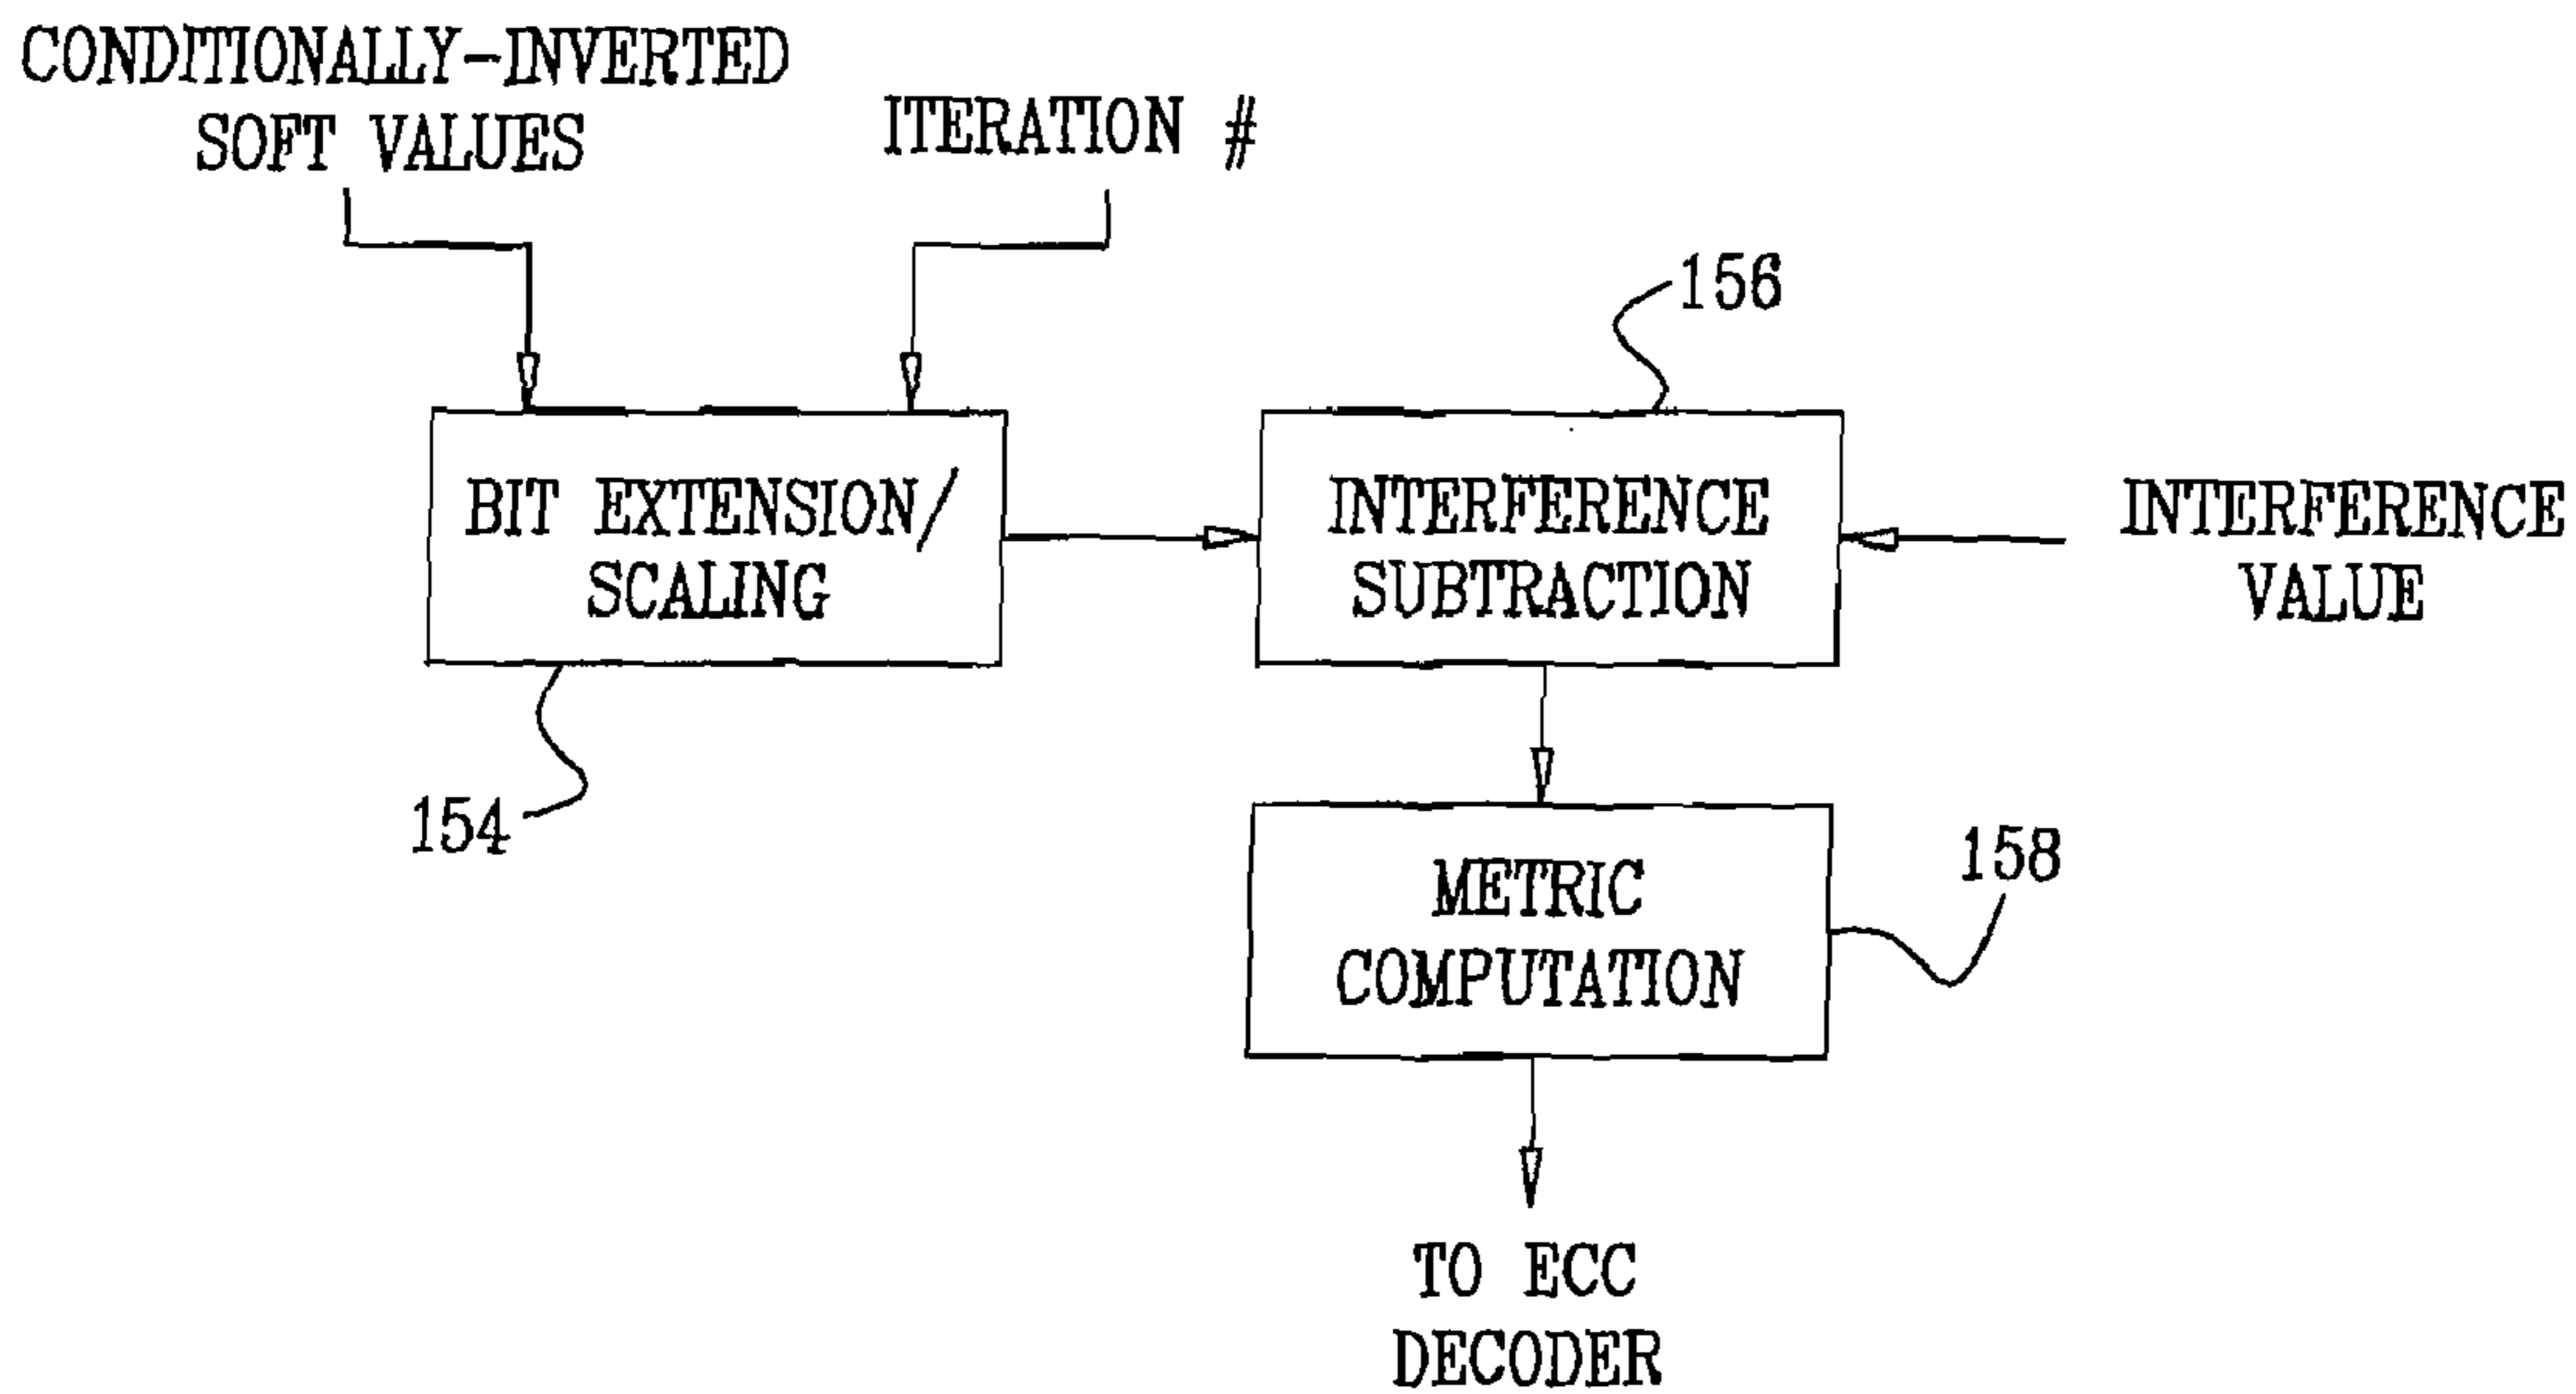 CONDITIONALLY-INVERTED
SOFT VALUES
ITERATION #
156
BIT EXTENSION/
SCALING
INTERFERENCE
SUBTRACTION
INTERFERENCE
VALUE
154
METRIC
COMPUTATION
158
TO ECC
DECODER